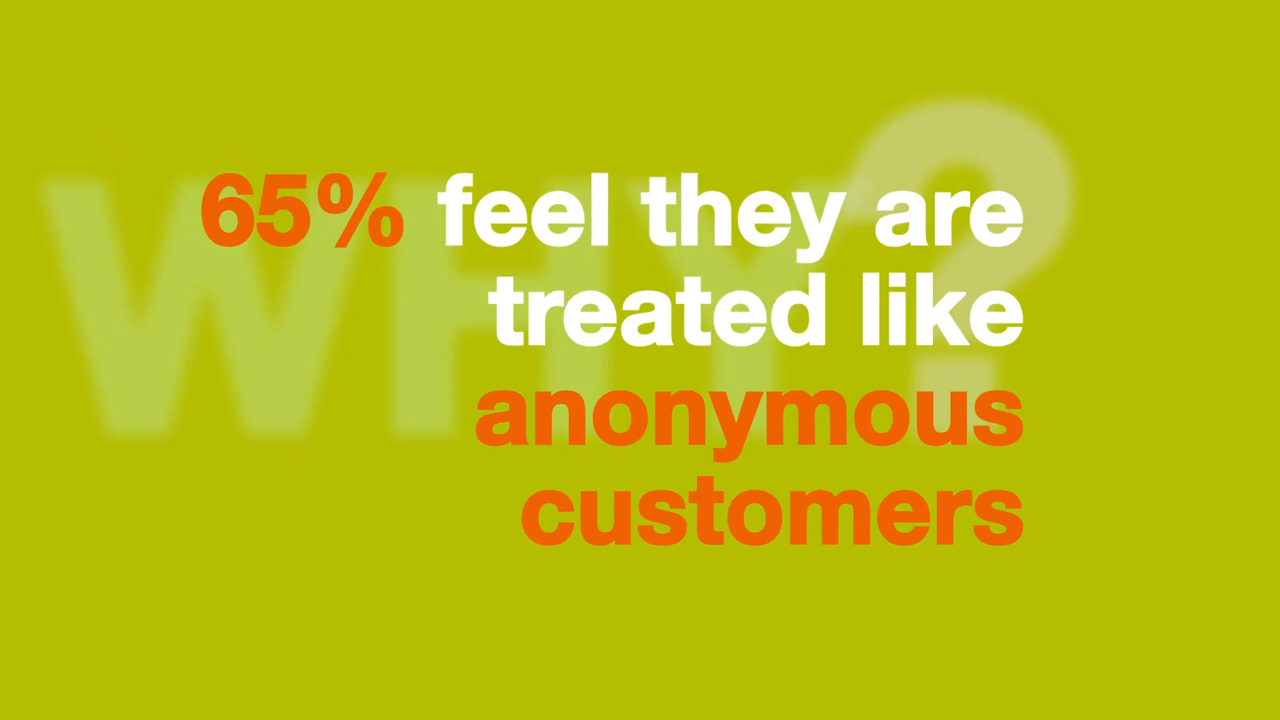 WHY?
65% feel they are
treated like
anonymous
customers